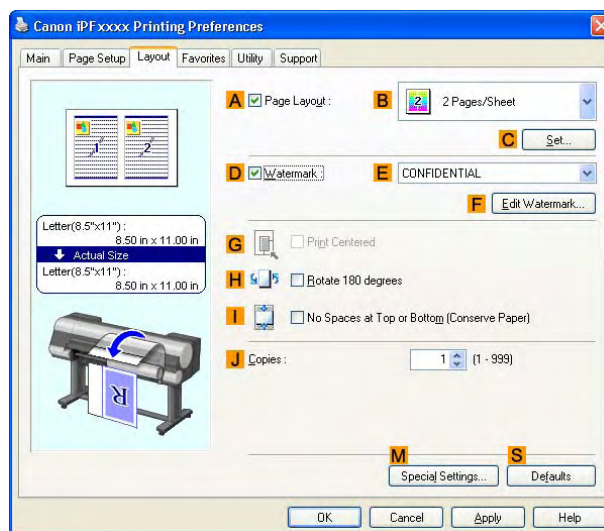 Canon iPFxxxx Printing Preferences
Main Page Setup Layout Favorites Utility Support
A Page Layout : B 2 2 Pages/Sheet
C Set...
1 2
D Watermark : E CONFIDENTIAL
F Edit Watermark...
Letter(8.5"x11") :
8.50 in x 11.00 in
Actual Size
Letter(8.5"x11") :
8.50 in x 11.00 in
G Print Centered
H Rotate 180 degrees
I No Spaces at Top or Bottom (Conserve Paper)
J Copies : 1 (1 - 999)
R
M S
Special Settings... Defaults
OK Cancel Apply Help